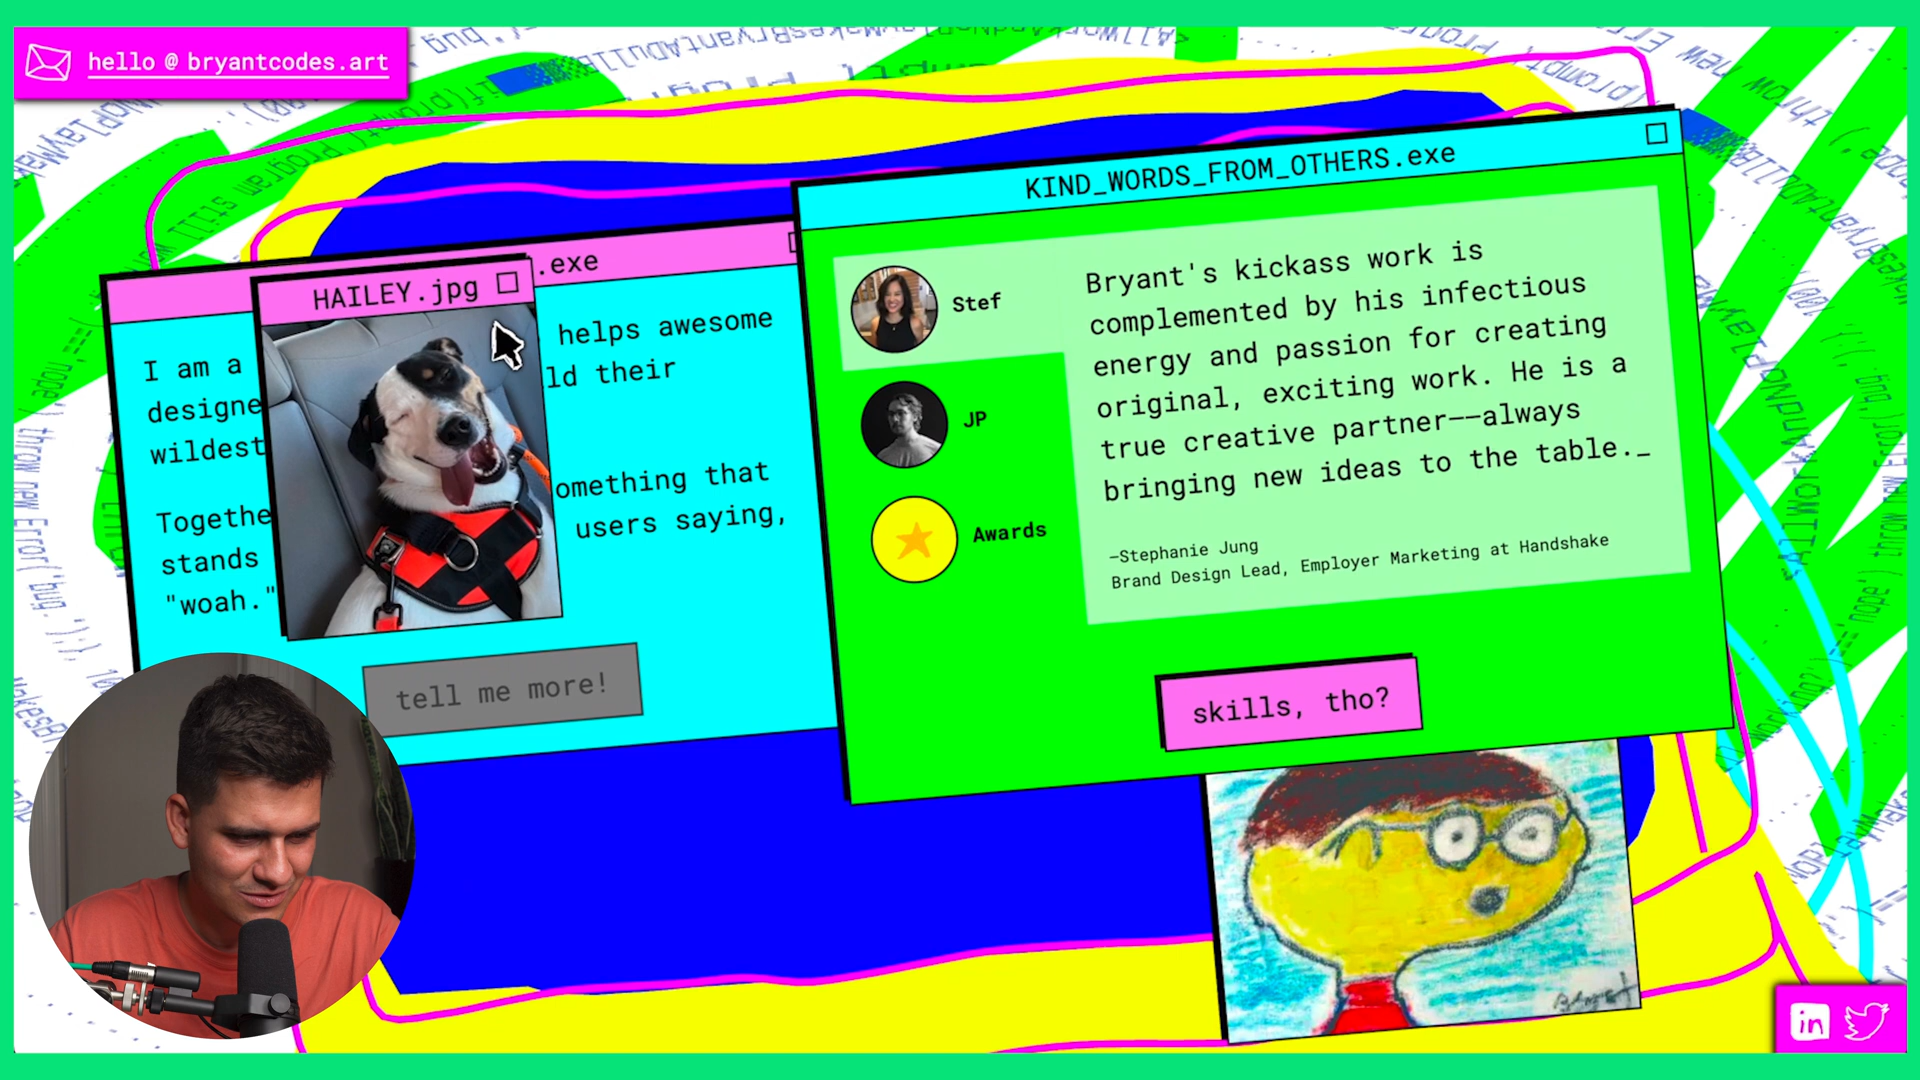 hello @ bryantcodes.art
KIND_WORDS_FROM_OTHERS.exe
.exe
HAILEY.jpg
I am a
helps awesome
designe
ld their
wildest
Togethe
omething that
stands
users saying,
"woah."
tell me more!
Stef
JP
Awards
Bryant's kickass work is
complemented by his infectious
energy and passion for creating
original, exciting work. He is a
true creative partner——always
bringing new ideas to the table._
—Stephanie Jung
Brand Design Lead, Employer Marketing at Handshake
skills, tho?
in